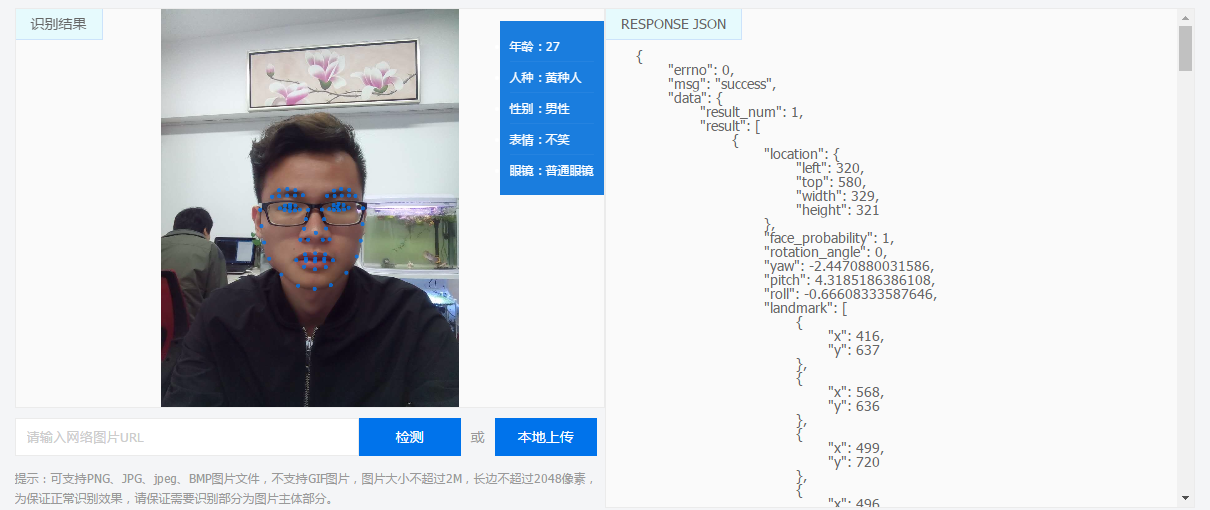 识别结果
年龄：27
人种：黄种人
性别：男性
表情：不笑
眼镜：普通眼镜
请输入网络图片URL
检测
或
本地上传
提示：可支持PNG、JPG、jpeg、BMP图片文件，不支持GIF图片，图片大小不超过2M，长边不超过2048像素，
为保证正常识别效果，请保证需要识别部分为图片主体部分。
RESPONSE JSON
{
"errno": 0,
"msg": "success",
"data": {
"result_num": 1,
"result": [
{
"location": {
"left": 320,
"top": 580,
"width": 329,
"height": 321
},
"face_probability": 1,
"rotation_angle": 0,
"yaw": -2.4470880031586,
"pitch": 4.3185186386108,
"roll": -0.66608333587646,
"landmark": [
{
"x": 416,
"y": 637
},
{
"x": 568,
"y": 636
},
{
"x": 499,
"y": 720
},
{
"x": 496